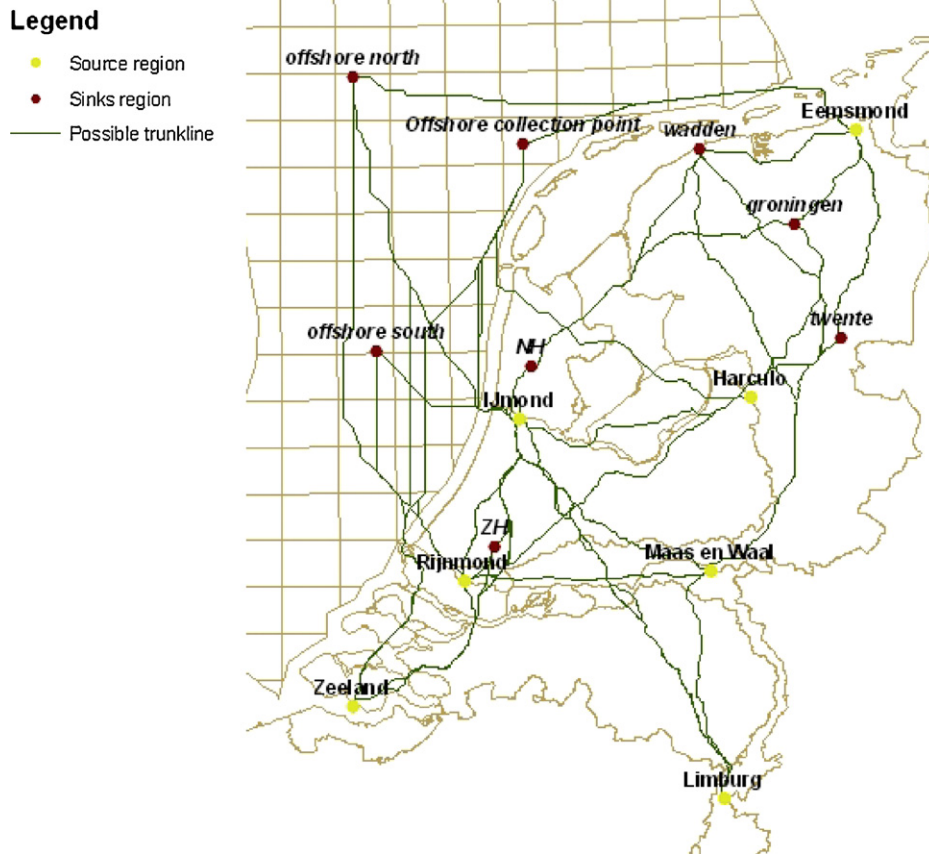 Legend
Source region
Sinks region
Possible trunkline
offshore north
Offshore collection point
wadden
Eemsmond
groningen
offshore south
NH
twente
Harculo
IJmond
ZH
Rijnmond
Maas en Waal
Zeeland
Limburg